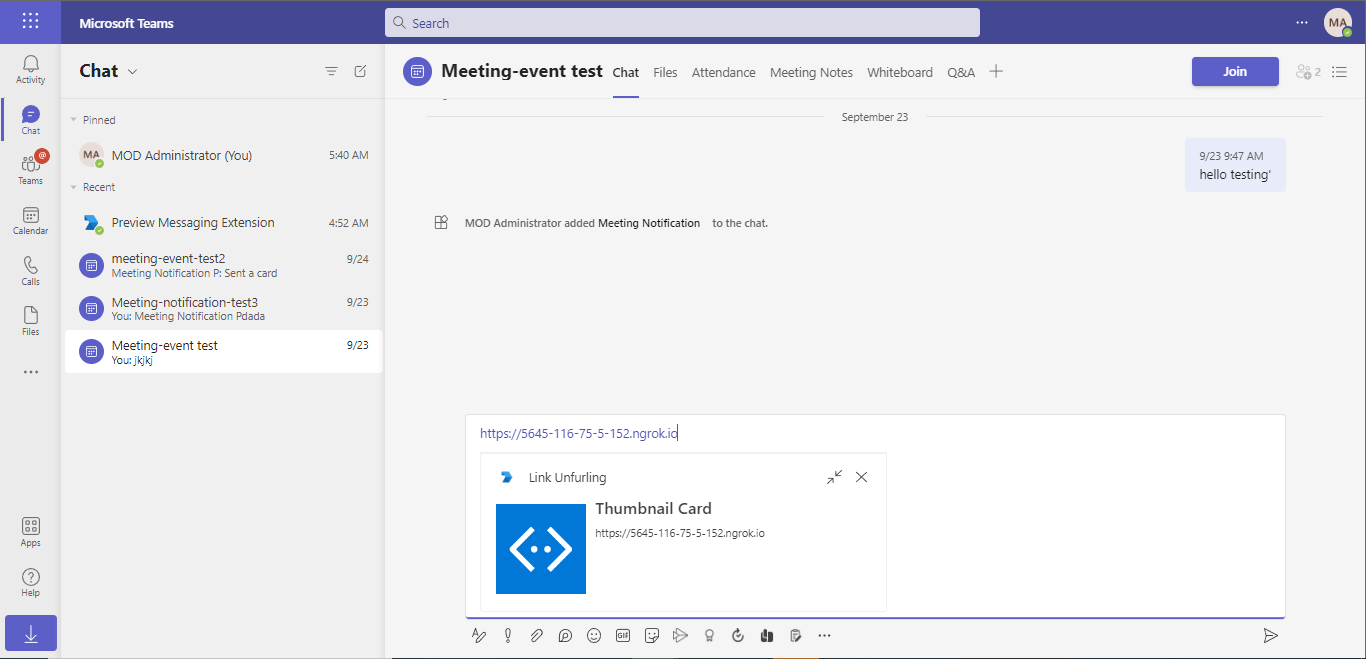 Microsoft Teams
Search
MA
Activity
Chat
Teams
Calendar
Calls
Files
Apps
Help
Chat
Pinned
MA MOD Administrator (You) 5:40 AM
Recent
Preview Messaging Extension 4:52 AM
meeting-event-test2 9/24
Meeting Notification P: Sent a card
Meeting-notification-test3 9/23
You: Meeting Notification Pdada
Meeting-event test 9/23
You: jkjkj
Meeting-event test Chat Files Attendance Meeting Notes Whiteboard Q&A Join 2
September 23
9/23 9:47 AM
hello testing'
MOD Administrator added Meeting Notification to the chat.
https://5645-116-75-5-152.ngrok.io
Link Unfurling
Thumbnail Card
https://5645-116-75-5-152.ngrok.io
GIF